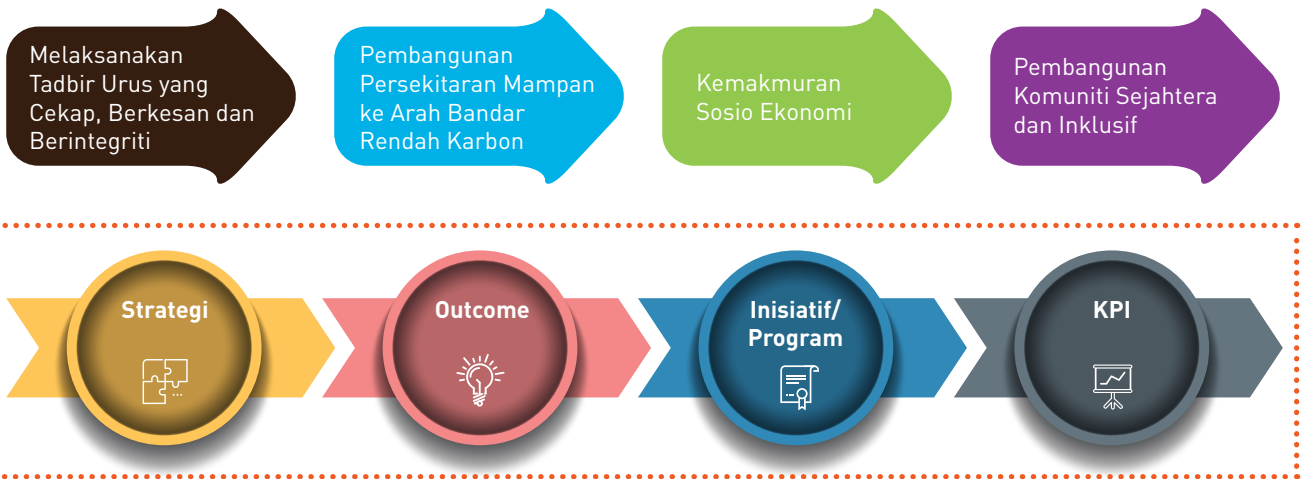 Melaksanakan
Tadbir Urus yang
Cekap, Berkesan dan
Berintegriti
Pembangunan
Persekitaran Mampan
ke Arah Bandar
Rendah Karbon
Kemakmuran
Sosio Ekonomi
Pembangunan
Komuniti Sejahtera
dan Inklusif
Strategi
Outcome
Inisiatif/
Program
KPI